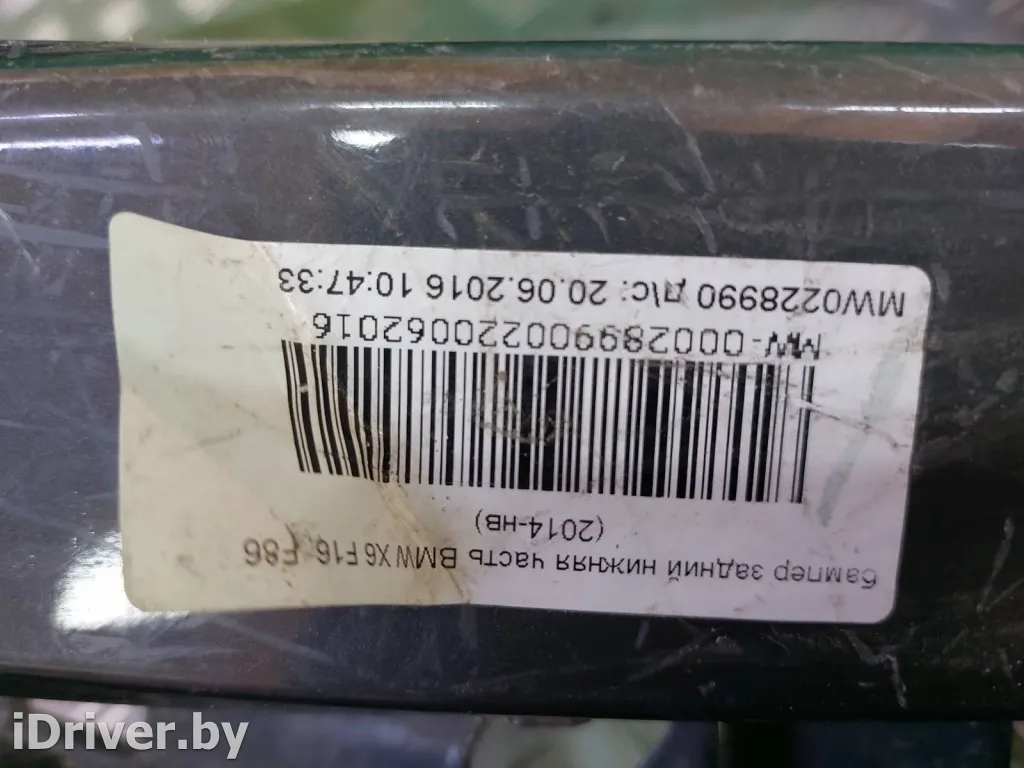 бампер задний нижняя часть BMW X6 F16 F86
(2014-нв)
MW-000289900220062016
MW0228990 д\с: 20.06.2016 10:47:33
iDriver.by